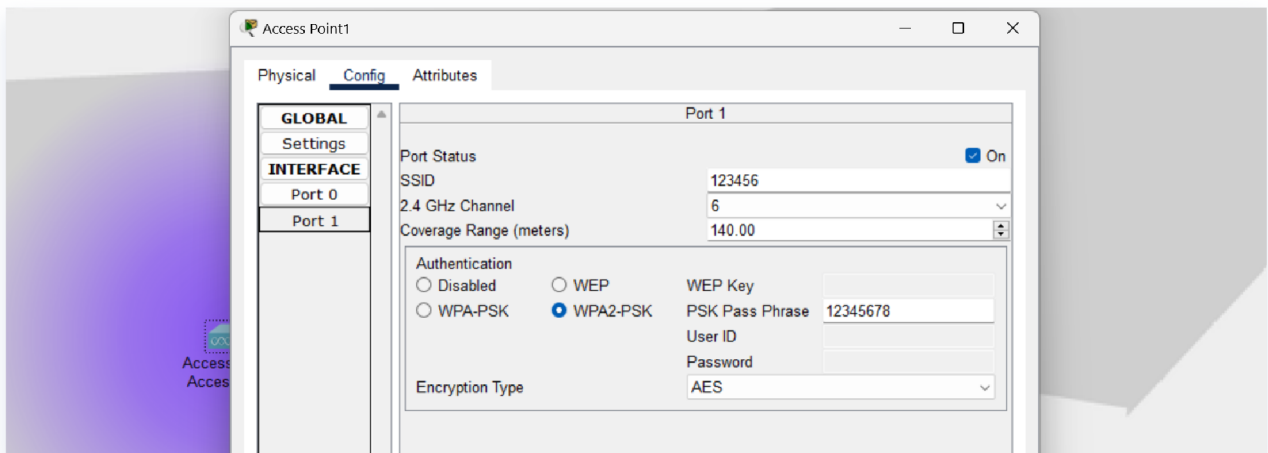 Access Point1
Physical Config Attributes
GLOBAL
Settings
INTERFACE
Port 0
Port 1
Port 1
Port Status On
SSID 123456
2.4 GHz Channel 6
Coverage Range (meters) 140.00
Authentication
Disabled WEP WEP Key
WPA-PSK WPA2-PSK PSK Pass Phrase 12345678
User ID
Password
Encryption Type AES
Access
Acces